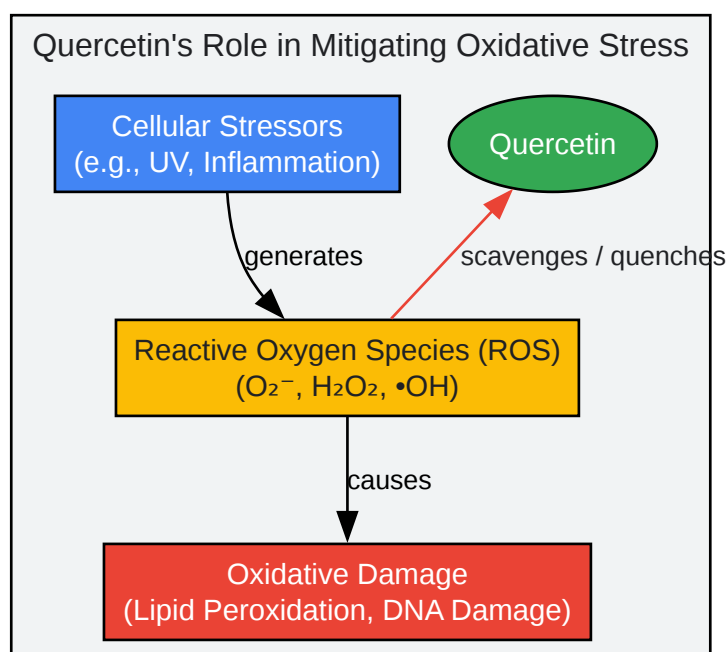 Quercetin's Role in Mitigating Oxidative Stress
Cellular Stressors
(e.g., UV, Inflammation)
Quercetin
generates
scavenges / quenches
Reactive Oxygen Species (ROS)
(O₂⁻, H₂O₂, •OH)
causes
Oxidative Damage
(Lipid Peroxidation, DNA Damage)